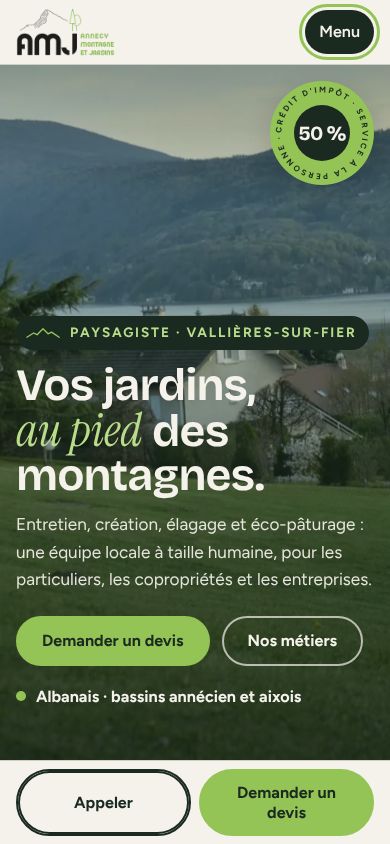 AMJ
ANNECY
MONTAGNE
ET JARDINS
Menu
CRÉDIT D'IMPÔT · SERVICE À LA PERSONNE ·
50 %
PAYSAGISTE · VALLIÈRES-SUR-FIER
Vos jardins,
au pied des
montagnes.
Entretien, création, élagage et éco-pâturage :
une équipe locale à taille humaine, pour les
particuliers, les copropriétés et les entreprises.
Demander un devis
Nos métiers
Albanais · bassins annécien et aixois
Appeler
Demander un
devis